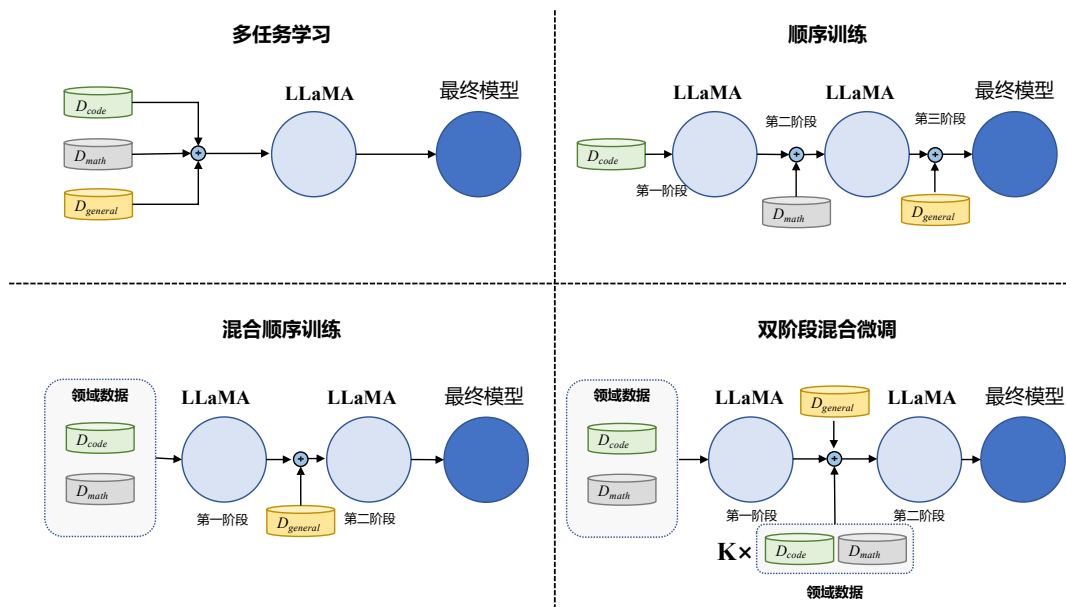 多任务学习
LLaMA
最终模型
D_code
D_math
D_general
+
顺序训练
LLaMA
LLaMA
最终模型
第二阶段
第三阶段
D_code
+
+
第一阶段
D_math
D_general
混合顺序训练
领域数据
LLaMA
LLaMA
最终模型
D_code
D_math
+
第一阶段
D_general
第二阶段
双阶段混合微调
领域数据
LLaMA
D_general
LLaMA
最终模型
D_code
D_math
+
第一阶段
第二阶段
K×
D_code
D_math
领域数据